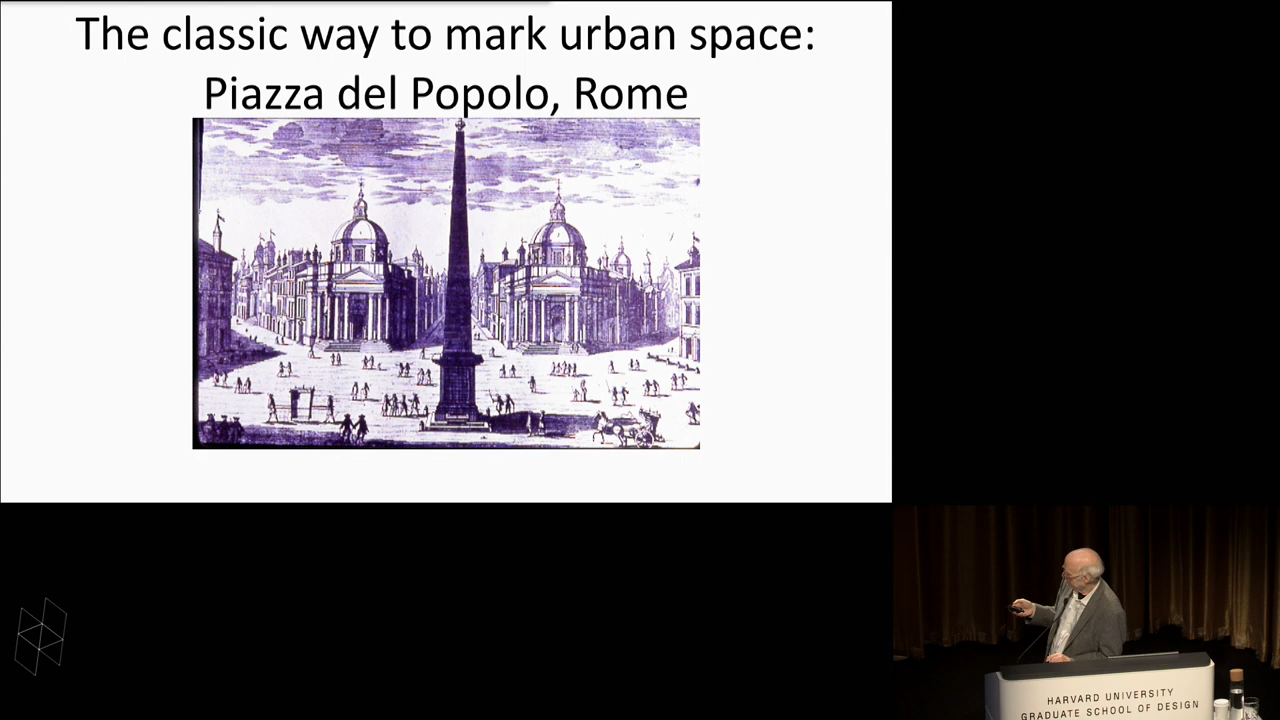 The classic way to mark urban space:
Piazza del Popolo, Rome
HARVARD UNIVERSITY
GRADUATE SCHOOL OF DESIGN